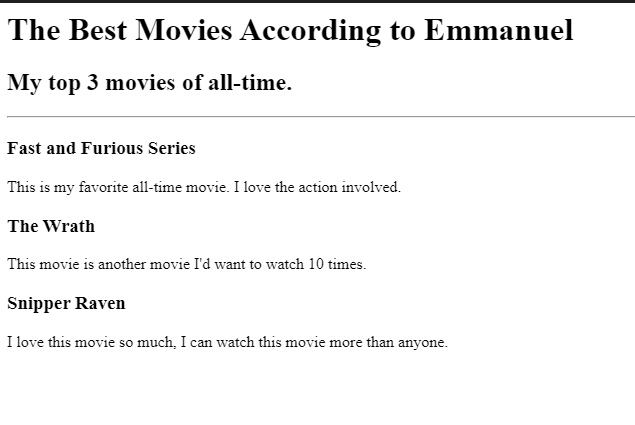 The Best Movies According to Emmanuel
My top 3 movies of all-time.
Fast and Furious Series
This is my favorite all-time movie. I love the action involved.
The Wrath
This movie is another movie I'd want to watch 10 times.
Snipper Raven
I love this movie so much, I can watch this movie more than anyone.